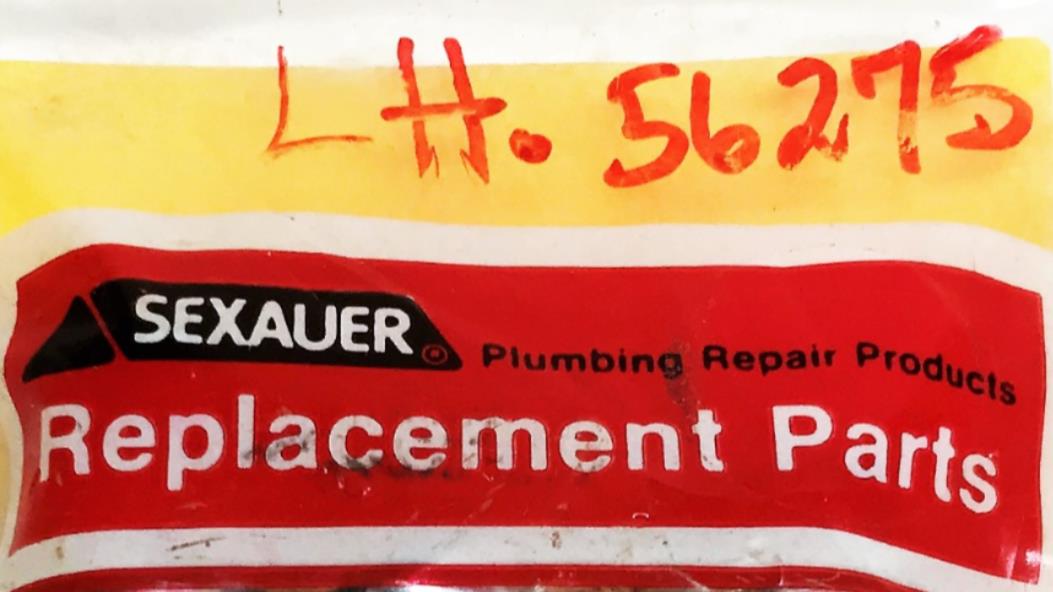 LH. 56275
SEXAUER ® Plumbing Repair Products
Replacement Parts